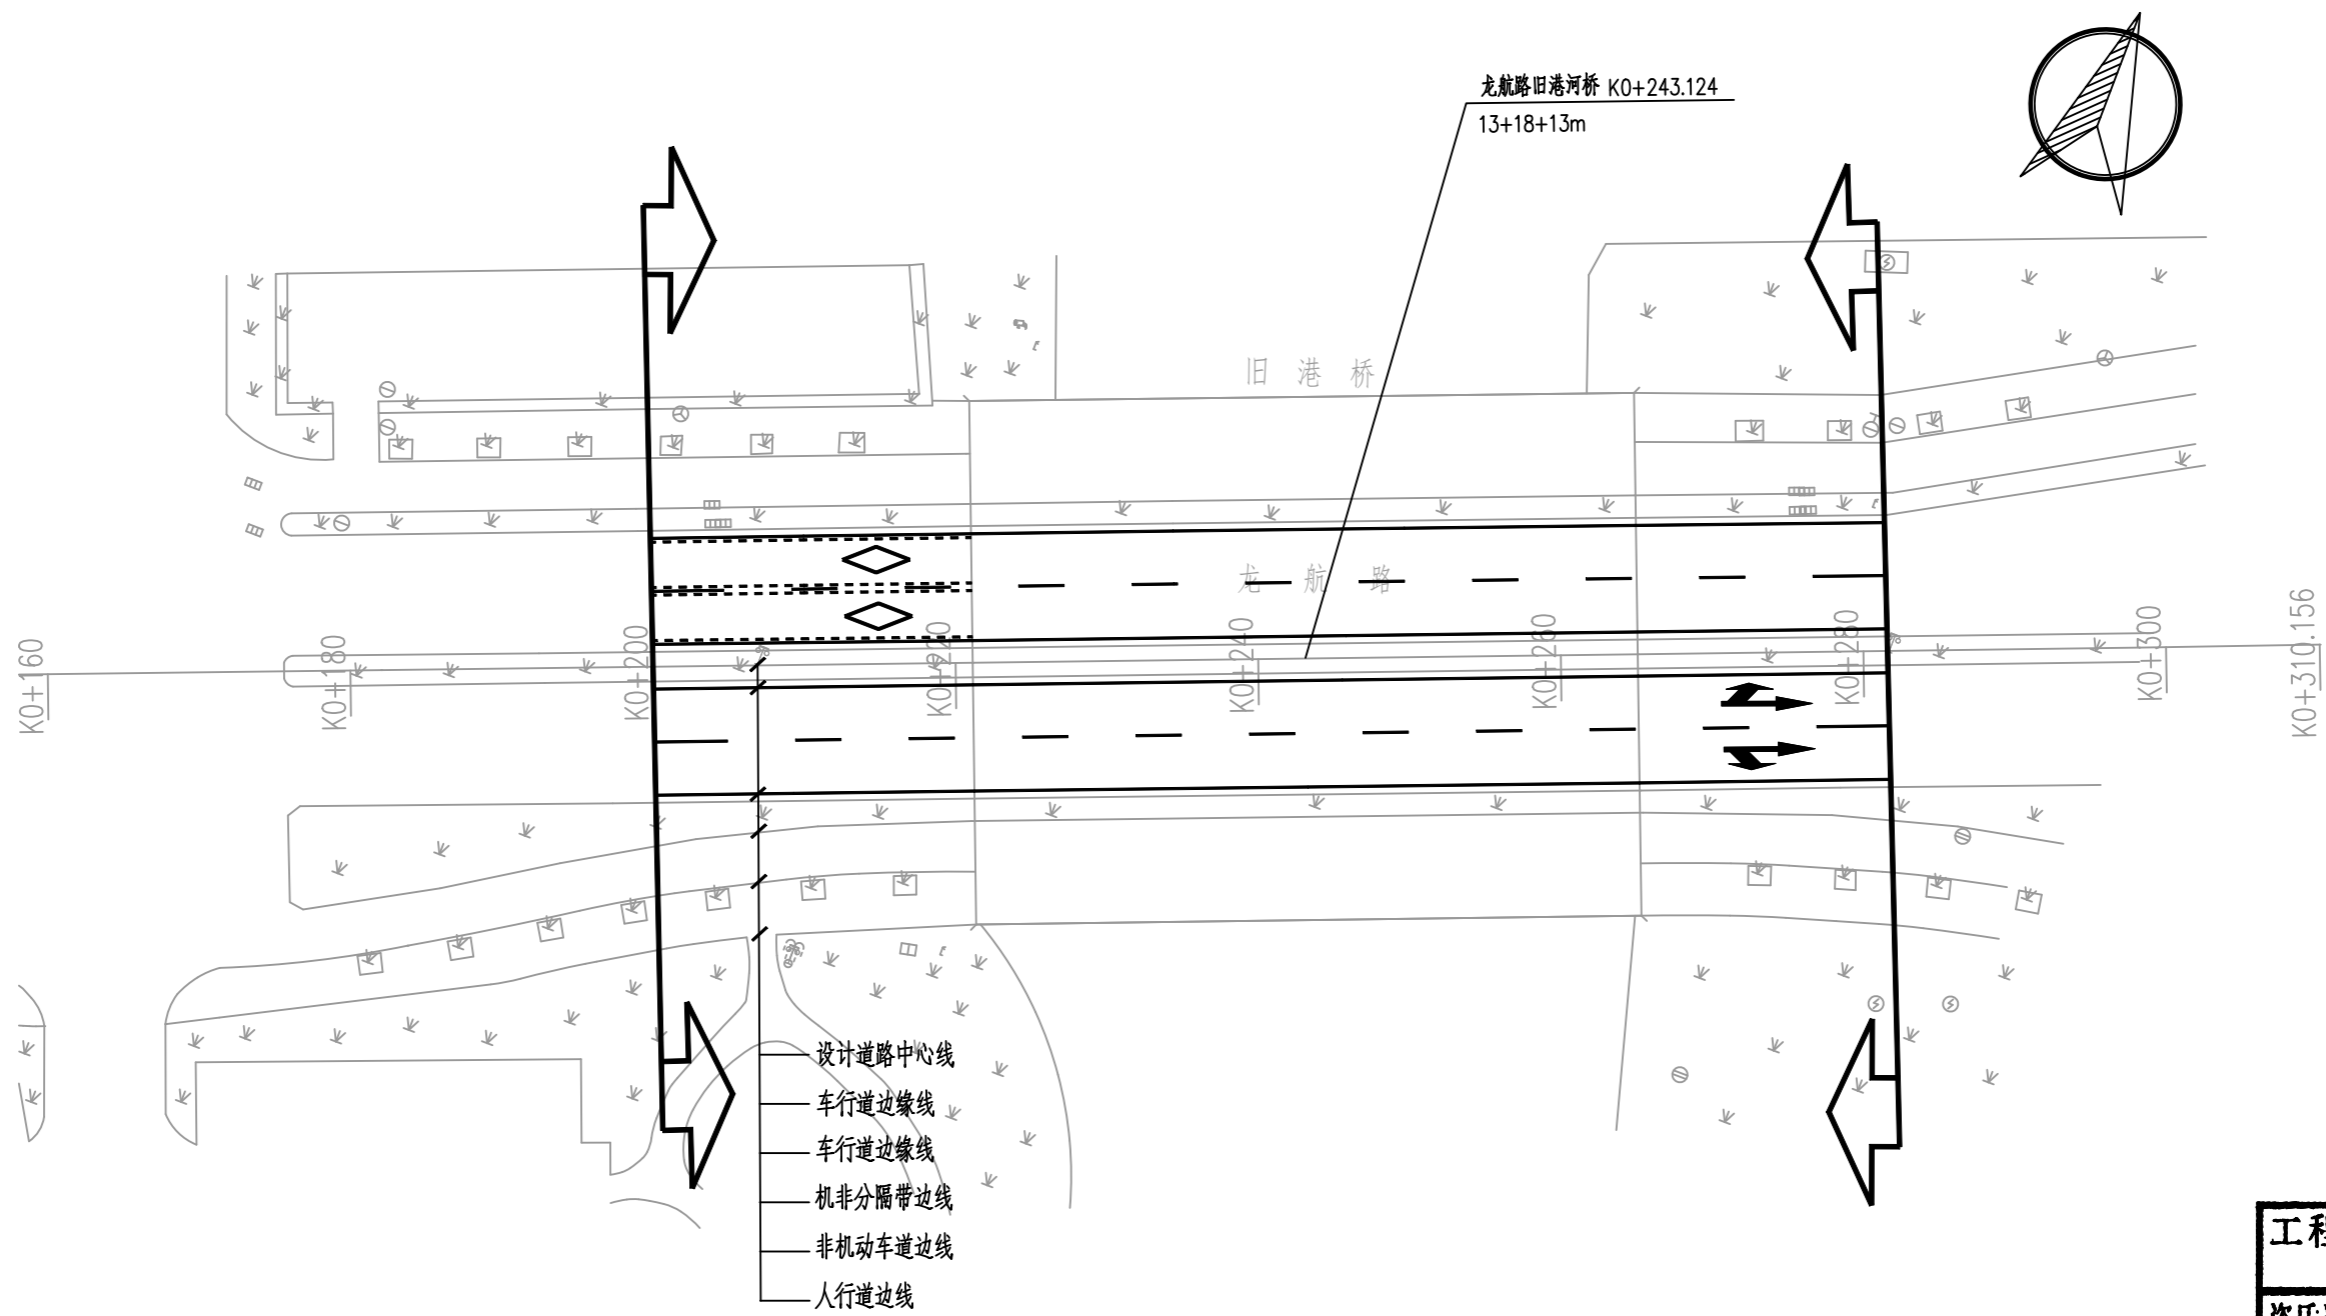 龙航路旧港河桥 K0+243.124
13+18+13m
旧港桥
龙航路
K0+160
K0+180
K0+200
K0+220
K0+240
K0+260
K0+280
K0+300
K0+310.156
设计道路中心线
车行道边缘线
车行道边缘线
机非分隔带边线
非机动车道边线
人行道边线
工程